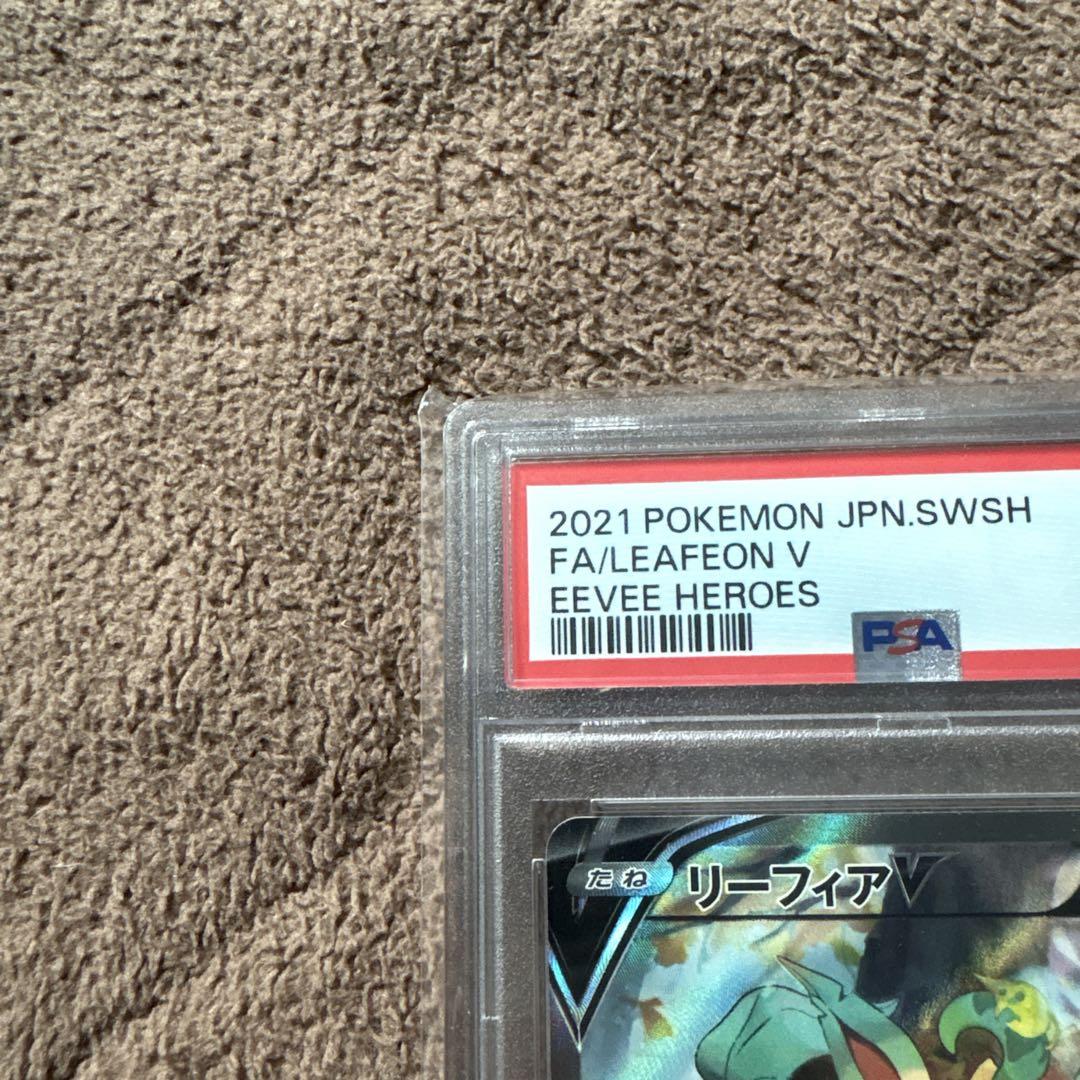 2021 POKEMON JPN.SWSH
FA/LEAFEON V
EEVEE HEROES
PSA
たね リーフィアV